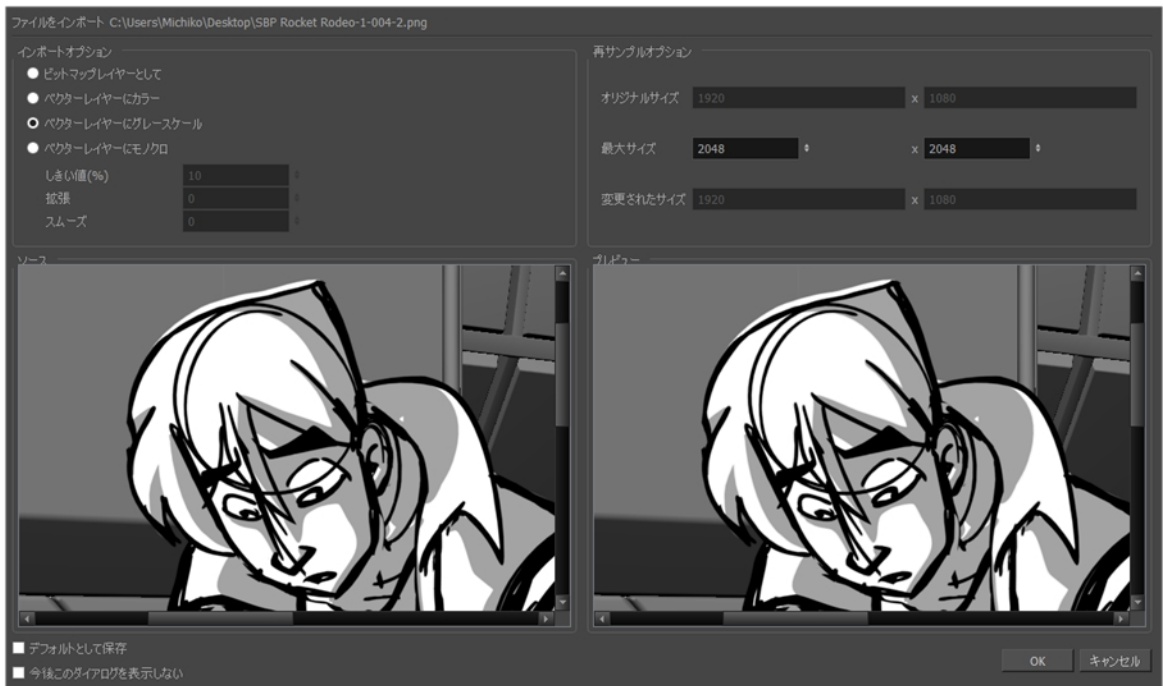 ファイルをインポート C:\Users\Michiko\Desktop\SBP Rocket Rodeo-1-004-2.png
インポートオプション
ビットマップレイヤーとして
ベクターレイヤーにカラー
ベクターレイヤーにグレースケール
ベクターレイヤーにモノクロ
しきい値(%) 10
拡張 0
スムーズ 0
再サンプルオプション
オリジナルサイズ 1920 x 1080
最大サイズ 2048 x 2048
変更されたサイズ 1920 x 1080
ソース
プレビュー
デフォルトとして保存
今後このダイアログを表示しない
OK キャンセル